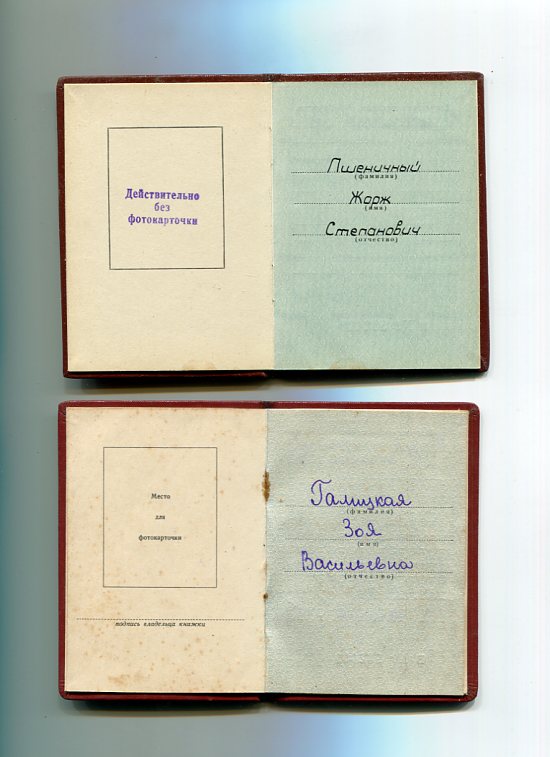 Действительно
без
фотокарточки
Пшеничный
(фамилия)
Жорж
(имя)
Степанович
(отчество)
Место
для
фотокарточки
подпись владельца книжки
Галицкая
(фамилия)
Зоя
(имя)
Васильевна
(отчество)